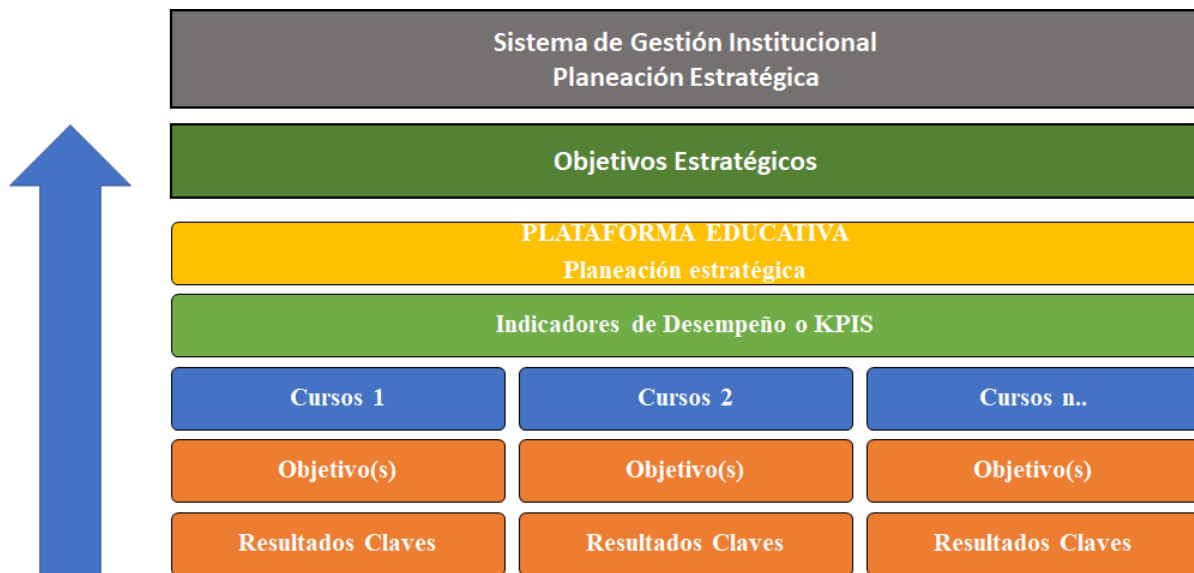 Sistema de Gestión Institucional
Planeación Estratégica
Objetivos Estratégicos
PLATAFORMA EDUCATIVA
Planeación estratégica
Indicadores de Desempeño o KPIS
Cursos 1
Cursos 2
Cursos n..
Objetivo(s)
Objetivo(s)
Objetivo(s)
Resultados Claves
Resultados Claves
Resultados Claves